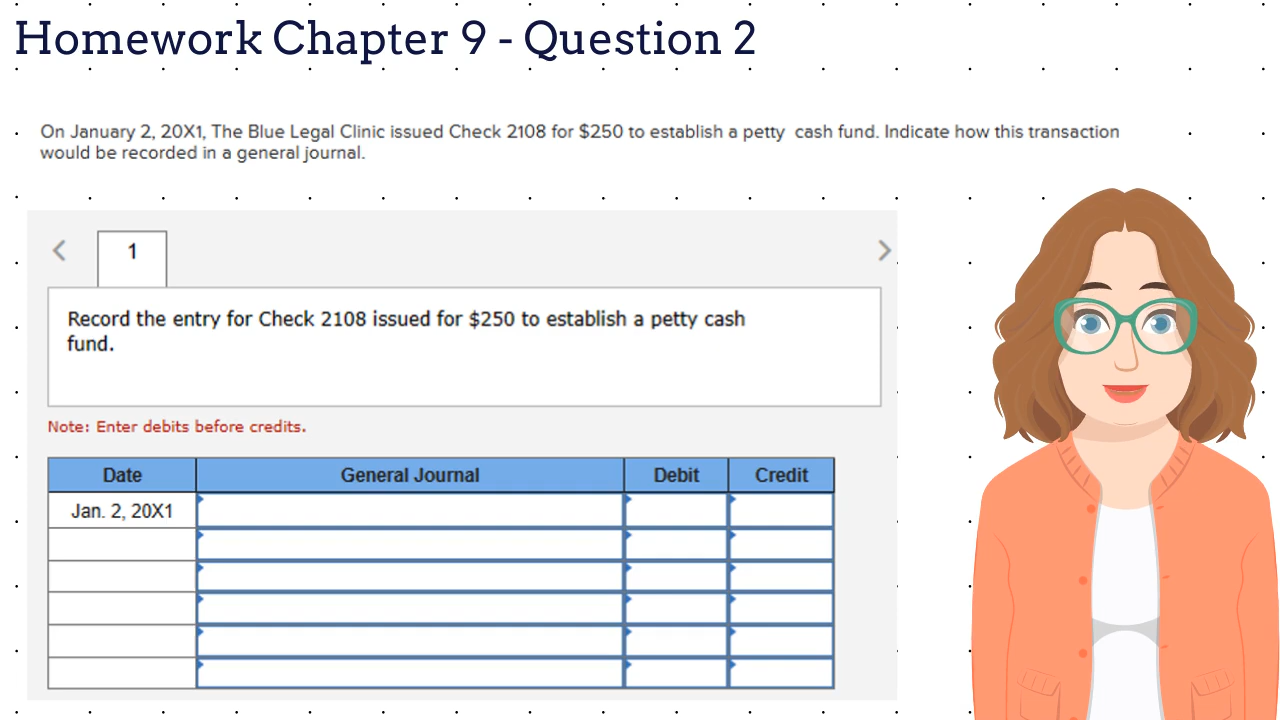 Homework Chapter 9 - Question 2
On January 2, 20X1, The Blue Legal Clinic issued Check 2108 for $250 to establish a petty cash fund. Indicate how this transaction
would be recorded in a general journal.
1
Record the entry for Check 2108 issued for $250 to establish a petty cash
fund.
Note: Enter debits before credits.
Date General Journal Debit Credit
Jan. 2, 20X1